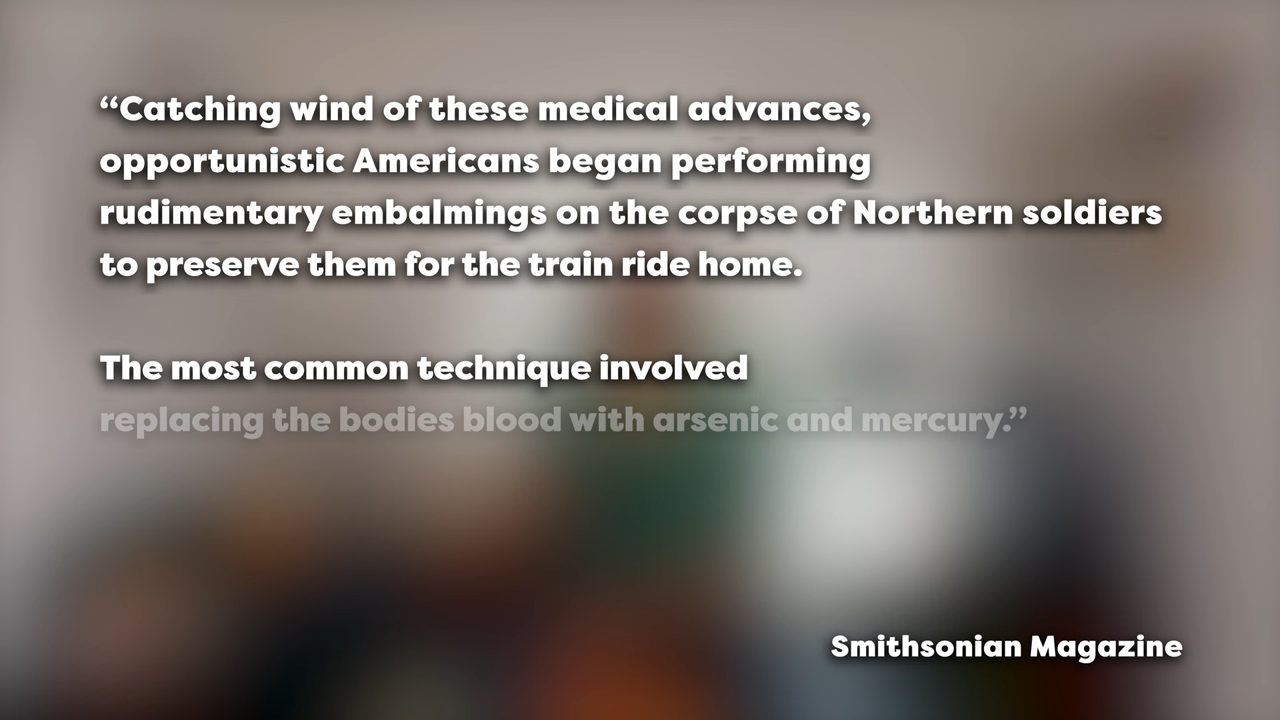 “Catching wind of these medical advances,
opportunistic Americans began performing
rudimentary embalmings on the corpse of Northern soldiers
to preserve them for the train ride home.
The most common technique involved
replacing the bodies blood with arsenic and mercury.”
Smithsonian Magazine